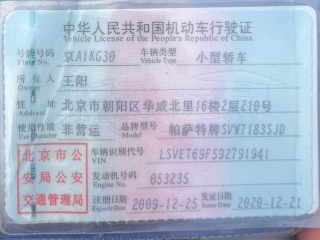 中华人民共和国机动车行驶证
Vehicle License of the People's Republic of China
号牌号码 京A1KG30 车辆类型 小型轿车
Plate No. Vehicle Type
所有人 王阳
Owner
住址 北京市朝阳区华威北里16楼2层210号
Address
使用性质 非营运 品牌型号 帕萨特牌SVW71835JD
Use Character Model
北京市公安局公安交通管理局
车辆识别代号 LSVET69F592791941
VIN
发动机号码 053235
Engine No.
注册日期 2009-12-25 发证日期 2020-12-21
Register Date Issue Date